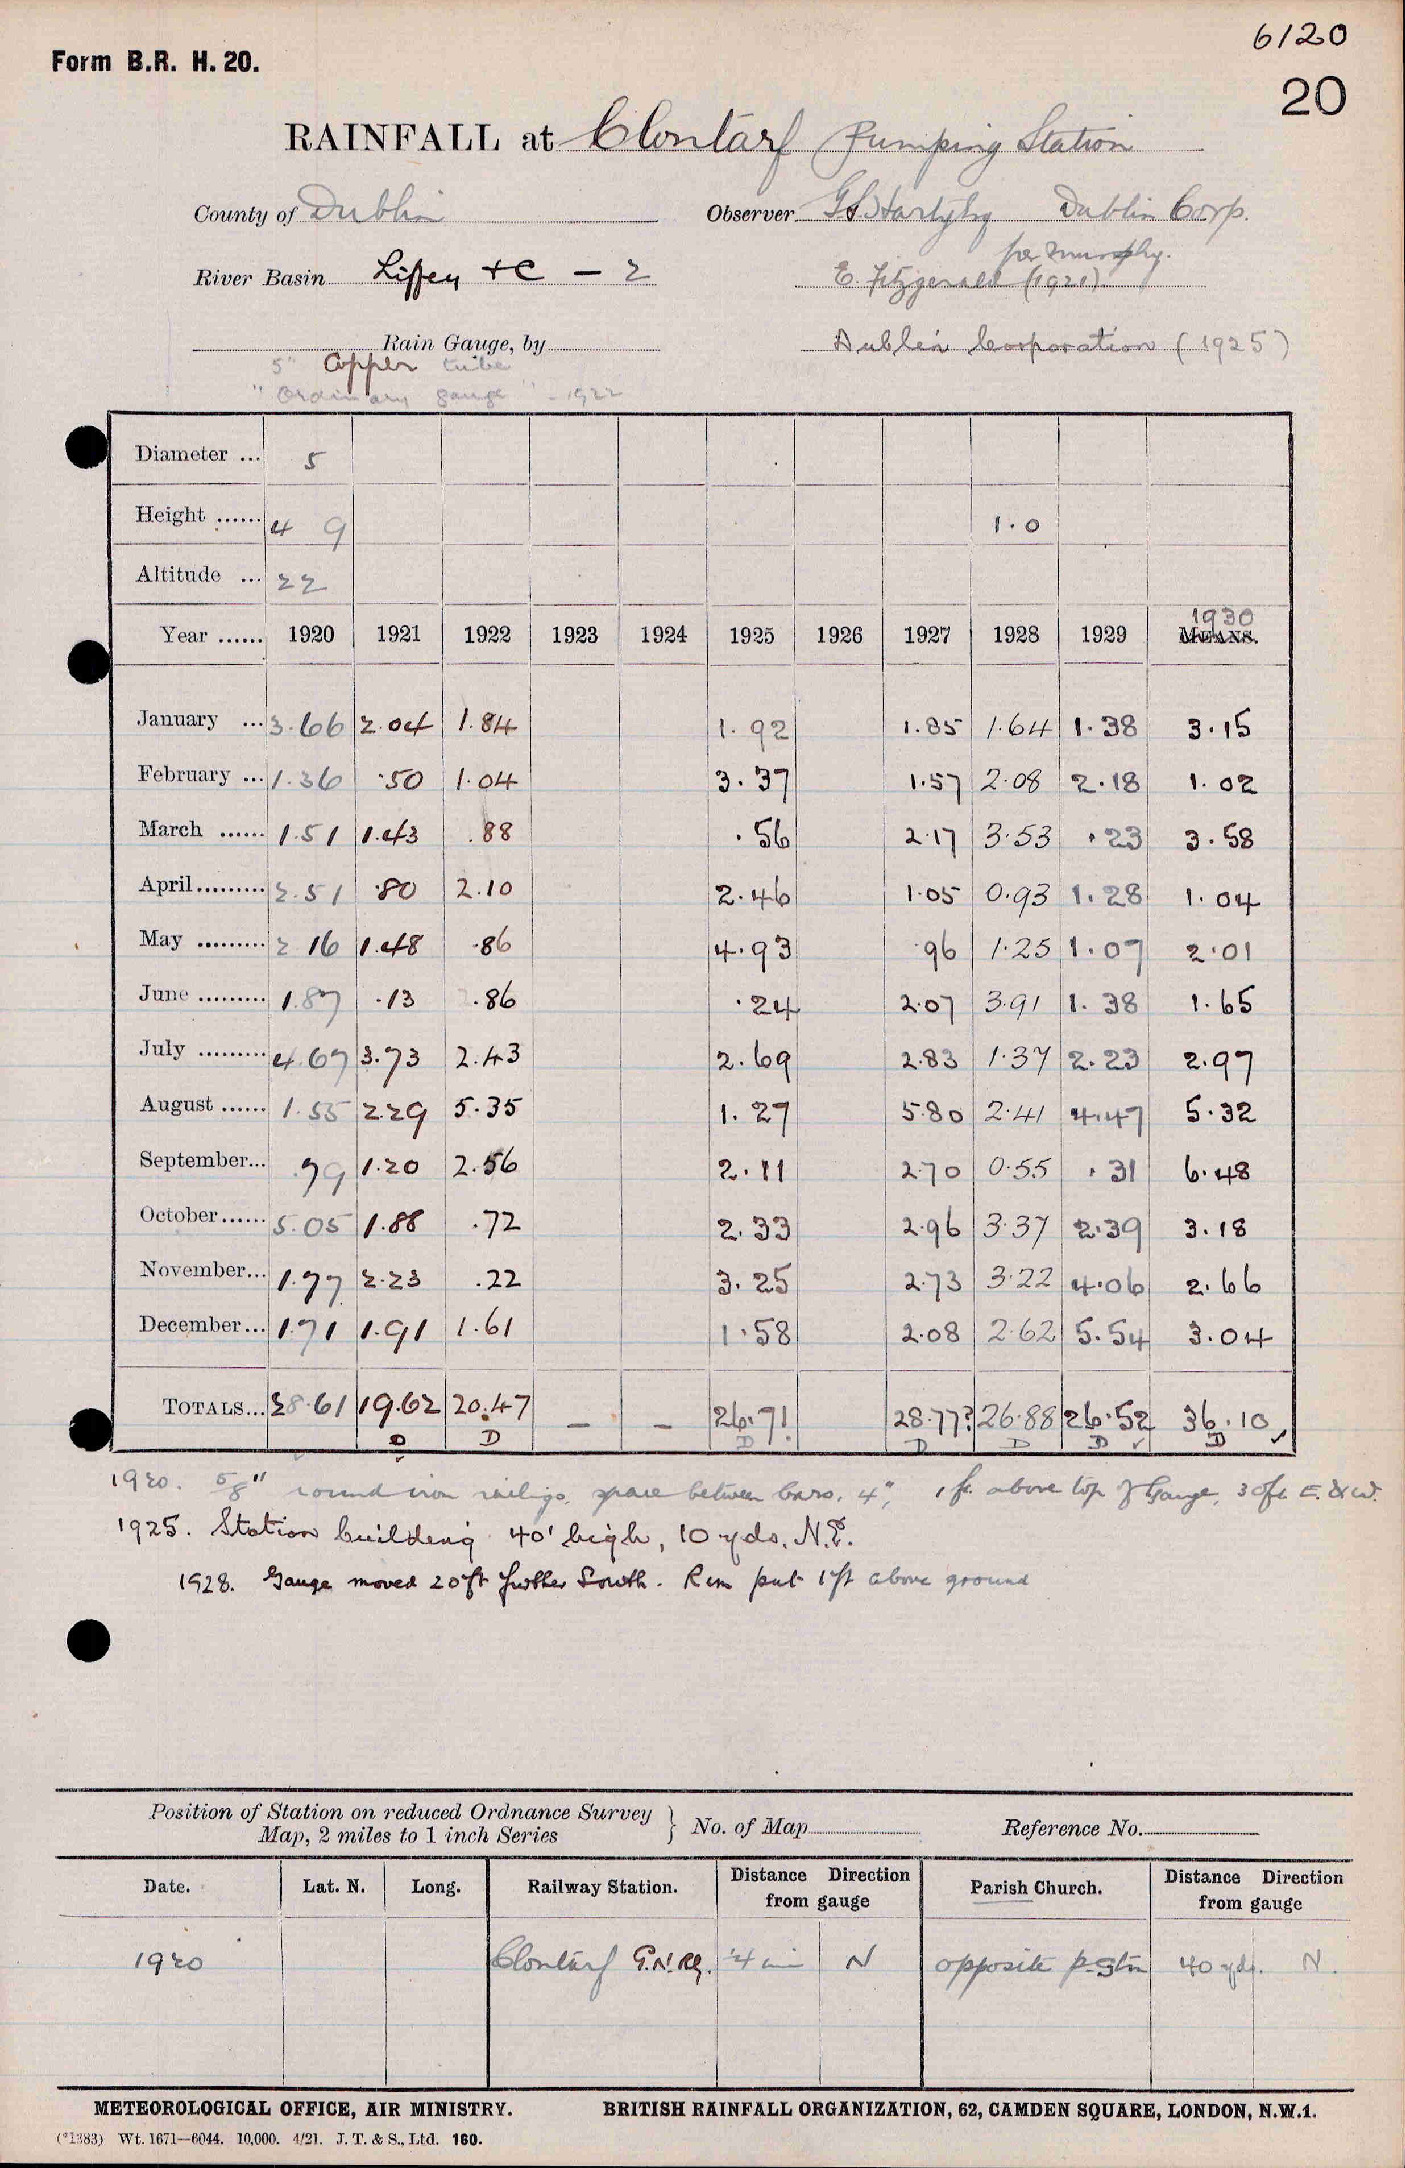 6120
Form B.R. H. 20.
20
RAINFALL at Clontarf Pumping Station
County of Dublin
Observer Dublin Corp.
per Murphy.
River Basin Liffey +C — 2
E. Fitzgerald (1921)
Rain Gauge, by
Dublin Corporation (1925)
5" Copper tube
"Ordinary gauge" - 1922
Diameter ... 5
Height ...... 4 9 1.0
Altitude ... 22
1930
Year ...... 1920 1921 1922 1923 1924 1925 1926 1927 1928 1929 MEANS.
January ... 3.66 2.04 1.84 1.92 1.85 1.64 1.38 3.15
February ... 1.36 .50 1.04 3.37 1.57 2.08 2.18 1.02
March ...... 1.51 1.43 .88 .56 2.17 3.53 .23 3.58
April......... 2.51 .80 2.10 2.46 1.05 0.93 1.28 1.04
May ......... 2 16 1.48 .86 4.93 .96 1.25 1.07 2.01
June ......... 1.87 .13 .86 .24 2.07 3.91 1.38 1.65
July ......... 4.67 3.73 2.43 2.69 2.83 1.37 2.23 2.97
August ...... 1.55 2.29 5.35 1.27 5.80 2.41 4.47 5.32
September... .79 1.20 2.56 2.11 2.70 0.55 .31 6.48
October...... 5.05 1.88 .72 2.33 2.96 3.37 2.39 3.18
November... 1.77 2.23 .22 3.25 2.73 3.22 4.06 2.66
December... 1.71 1.91 1.61 1.58 2.08 2.62 5.54 3.04
TOTALS... 28.61 19.62 20.47 — — 26.71 28.77? 26.88 26.52 36.10 ✓
D D D D D D ✓ D
1920. 5/8" round iron railings, space between bars, 4", 1 ft. above top of Gauge, 30ft E. & W.
1925. Station building 40' high, 10 yds. N.E.
1928. Gauge moved 20ft further South. Rim put 1ft above ground
Position of Station on reduced Ordnance Survey Map, 2 miles to 1 inch Series } No. of Map Reference No.
Date. Lat. N. Long. Railway Station. Distance Direction from gauge Parish Church. Distance Direction from gauge
1920 Clontarf G.N.Rly. N opposite p. stn 40 yds. N.
METEOROLOGICAL OFFICE, AIR MINISTRY. BRITISH RAINFALL ORGANIZATION, 62, CAMDEN SQUARE, LONDON, N.W.1.
(*1383) Wt. 1671—6044. 10,000. 4/21. J. T. & S., Ltd. 160.